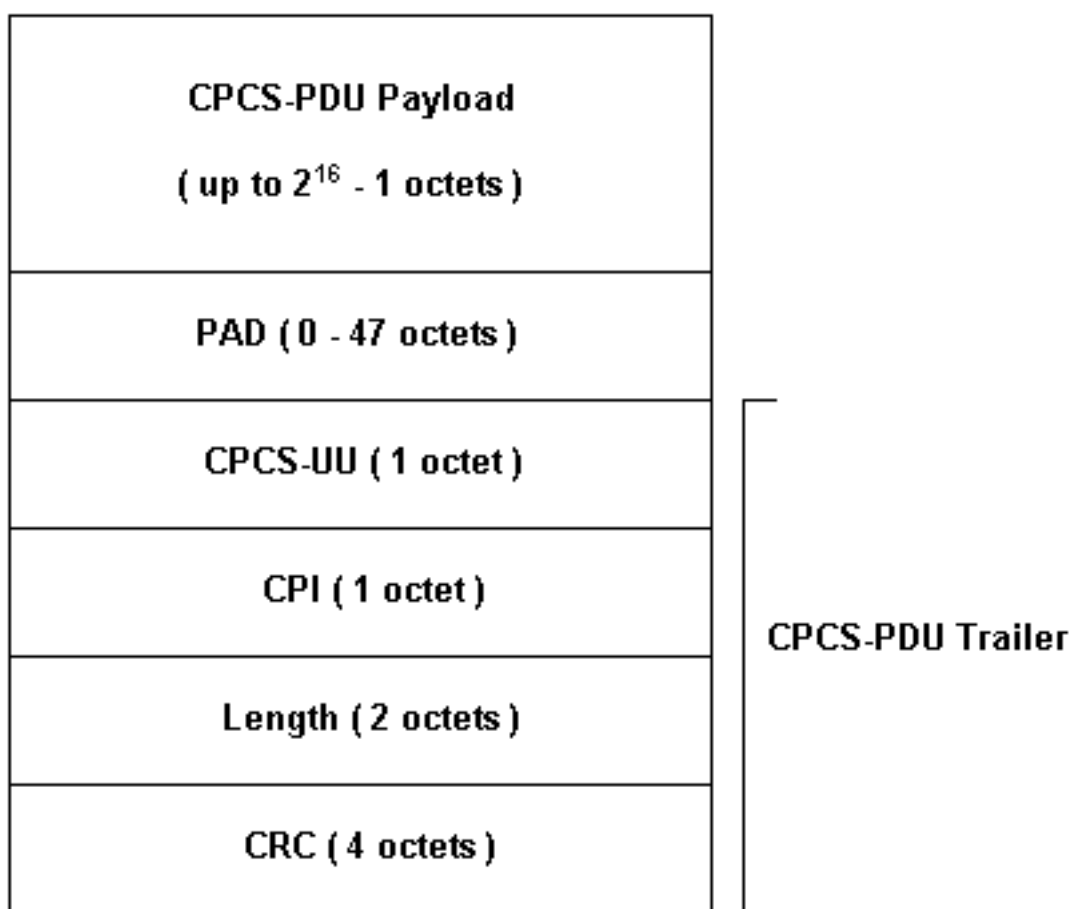 CPCS-PDU Payload
( up to 2¹⁶ - 1 octets )
PAD ( 0 - 47 octets )
CPCS-UU ( 1 octet )
CPI ( 1 octet )
Length ( 2 octets )
CRC ( 4 octets )
CPCS-PDU Trailer